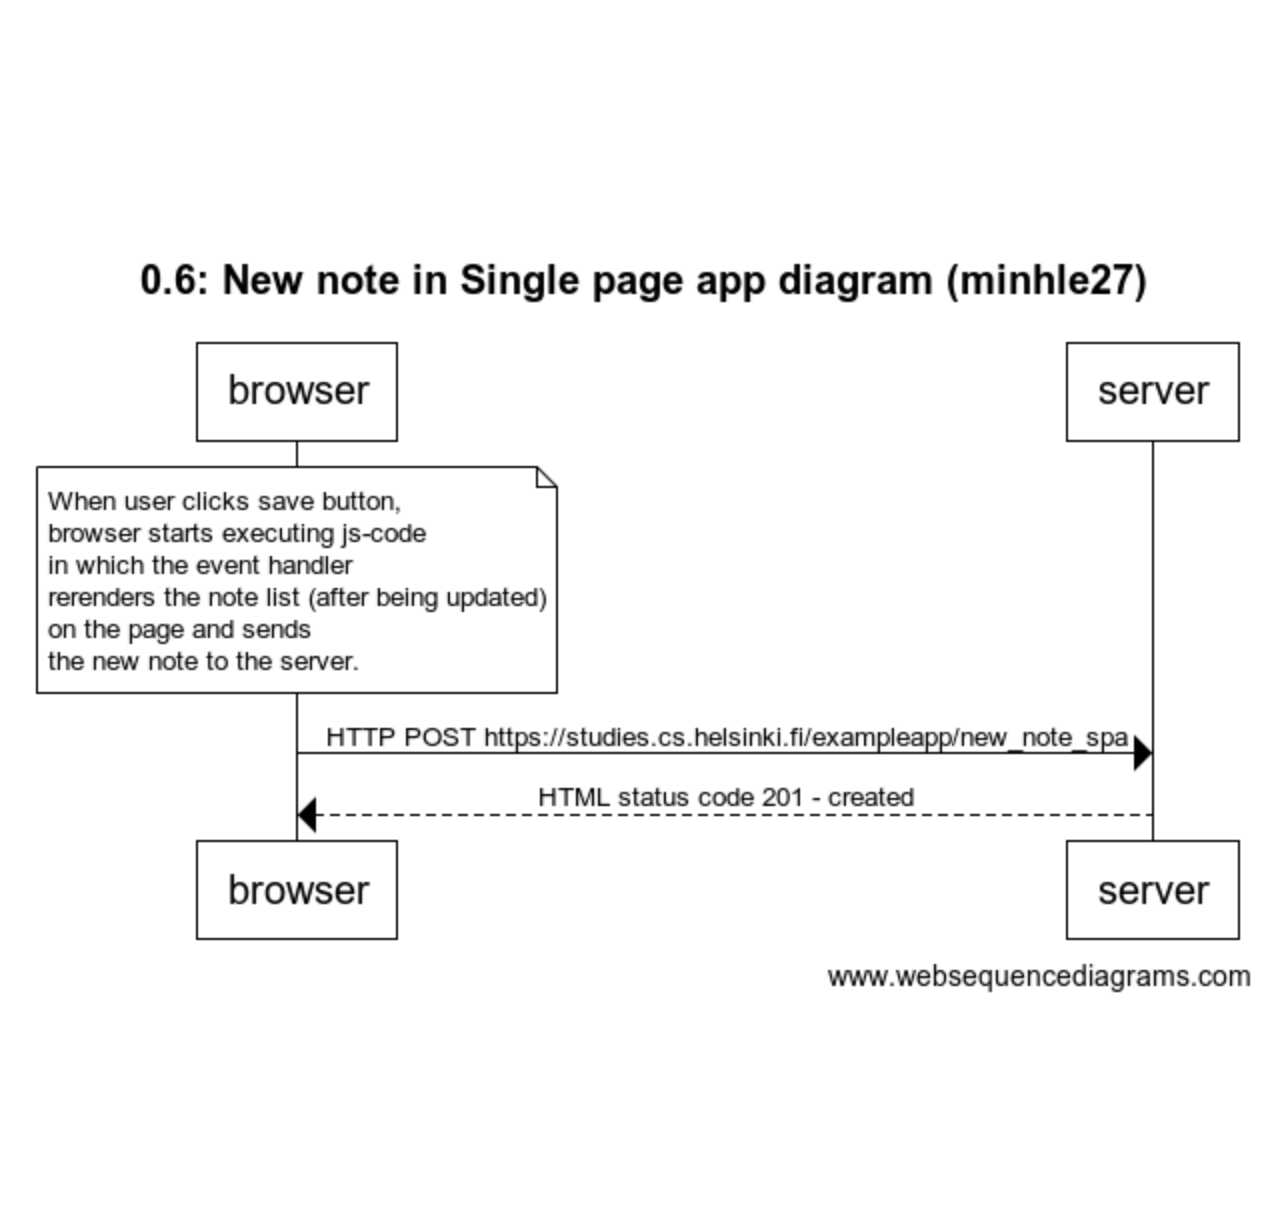 0.6: New note in Single page app diagram (minhle27)
browser
server
When user clicks save button,
browser starts executing js-code
in which the event handler
rerenders the note list (after being updated)
on the page and sends
the new note to the server.
HTTP POST https://studies.cs.helsinki.fi/exampleapp/new_note_spa
HTML status code 201 - created
browser
server
www.websequencediagrams.com